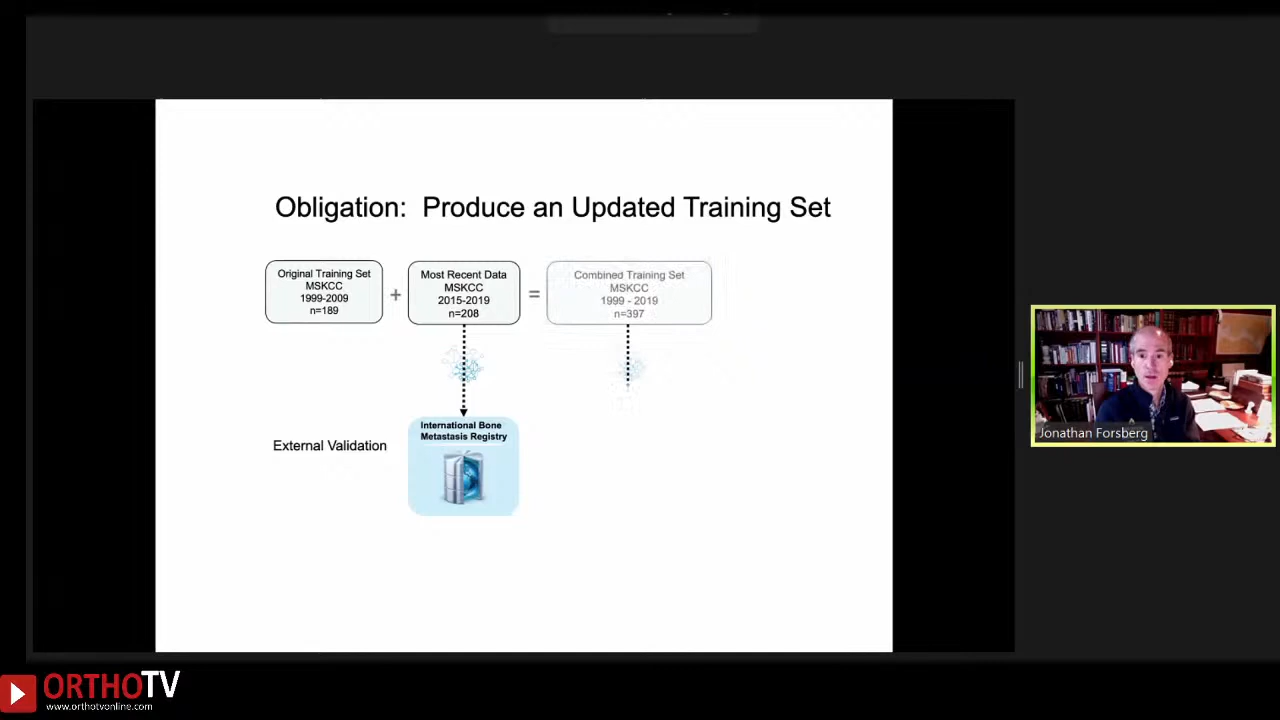 Obligation: Produce an Updated Training Set
Original Training Set
MSKCC
1999-2009
n=189
+
Most Recent Data
MSKCC
2015-2019
n=208
=
Combined Training Set
MSKCC
1999 - 2019
n=397
External Validation
International Bone
Metastasis Registry
Jonathan Forsberg
ORTHOTV
www.orthotvonline.com